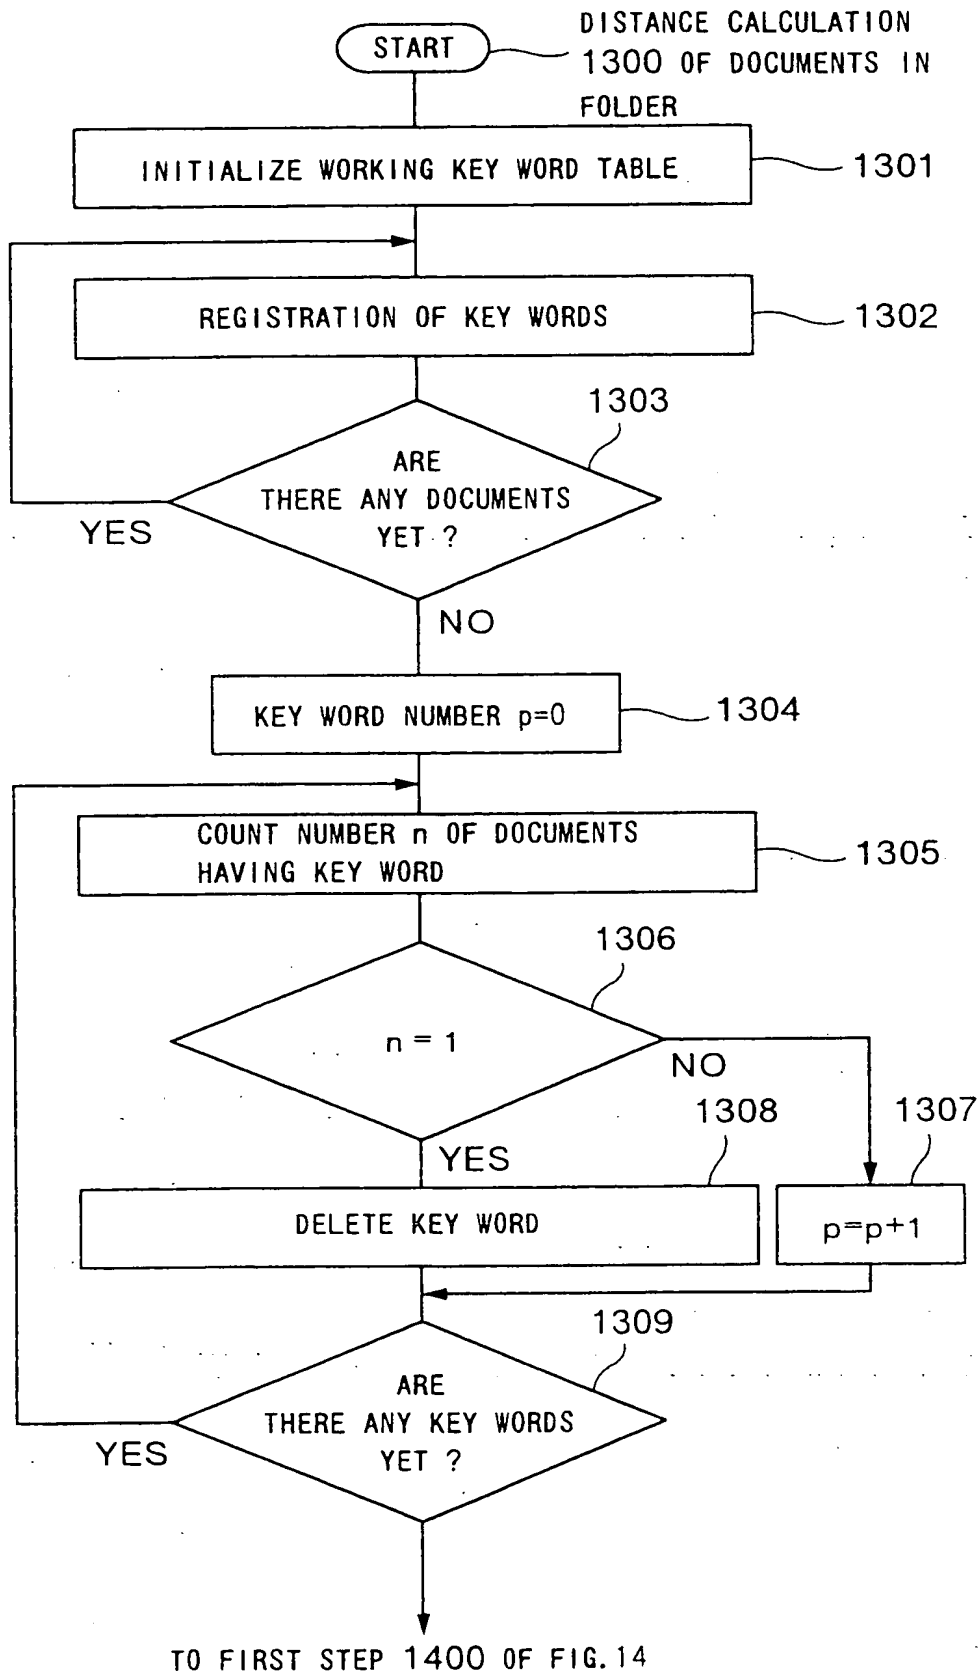 START
DISTANCE CALCULATION
1300 OF DOCUMENTS IN
FOLDER
INITIALIZE WORKING KEY WORD TABLE
1301
REGISTRATION OF KEY WORDS
1302
1303
ARE
THERE ANY DOCUMENTS
YET ?
YES
NO
KEY WORD NUMBER p=0
1304
COUNT NUMBER n OF DOCUMENTS
HAVING KEY WORD
1305
1306
n = 1
NO
YES
1308
1307
DELETE KEY WORD
p=p+1
1309
ARE
THERE ANY KEY WORDS
YET ?
YES
TO FIRST STEP 1400 OF FIG.14